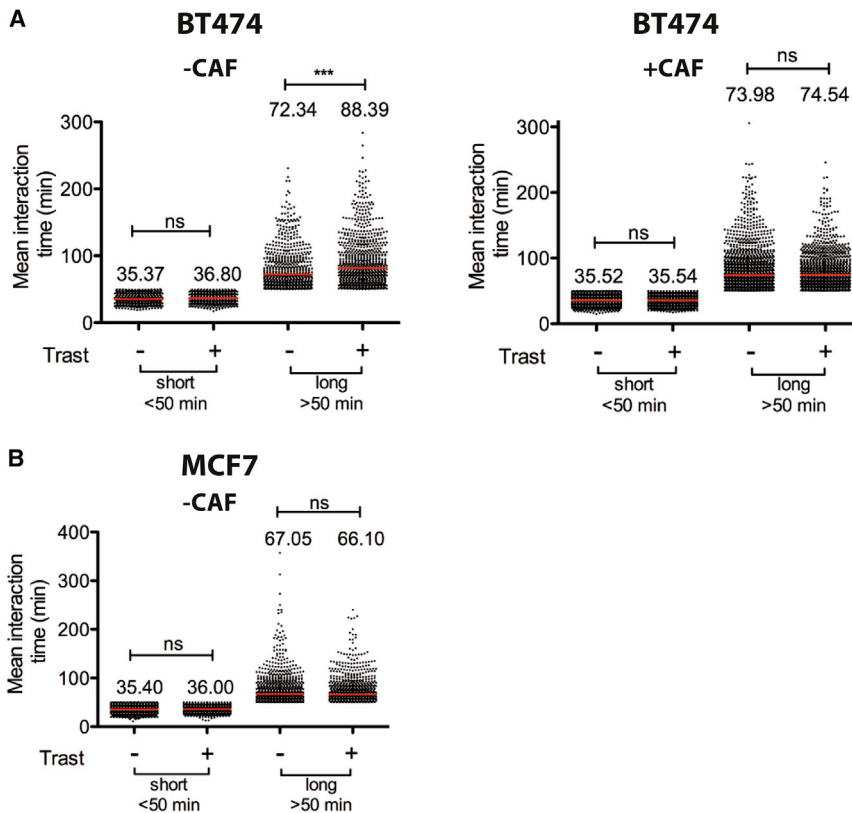 A
BT474
-CAF
***
72.34 88.39
300
200
100
0
Mean interaction
time (min)
ns
35.37 36.80
Trast - + - +
short long
<50 min >50 min
BT474
+CAF
ns
73.98 74.54
300
200
100
0
Mean interaction
time (min)
ns
35.52 35.54
Trast - + - +
short long
<50 min >50 min
B
MCF7
-CAF
ns
67.05 66.10
400
300
200
100
0
Mean interaction
time (min)
ns
35.40 36.00
Trast - + - +
short long
<50 min >50 min